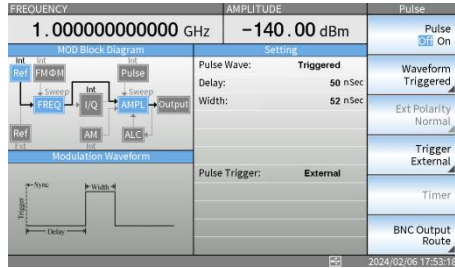 FREQUENCY
AMPLITUDE
Pulse
1.000000000000 GHz
-140.00 dBm
Pulse
Off On
MOD Block Diagram
Setting
Int
Int
Int
Ref
FMΦM
Pulse
Sweep
Int
Sweep
FREQ
I/Q
AMPL
Output
Ref
AM
ALC
Ext
Int
Pulse Wave: Triggered
Delay: 50 nSec
Width: 52 nSec
Pulse Trigger: External
Waveform
Triggered
Ext Polarity
Normal
Trigger
External
Timer
BNC Output
Route
Modulation Waveform
Sync
Width
Trigger
Delay
2024/02/06 17:53:18